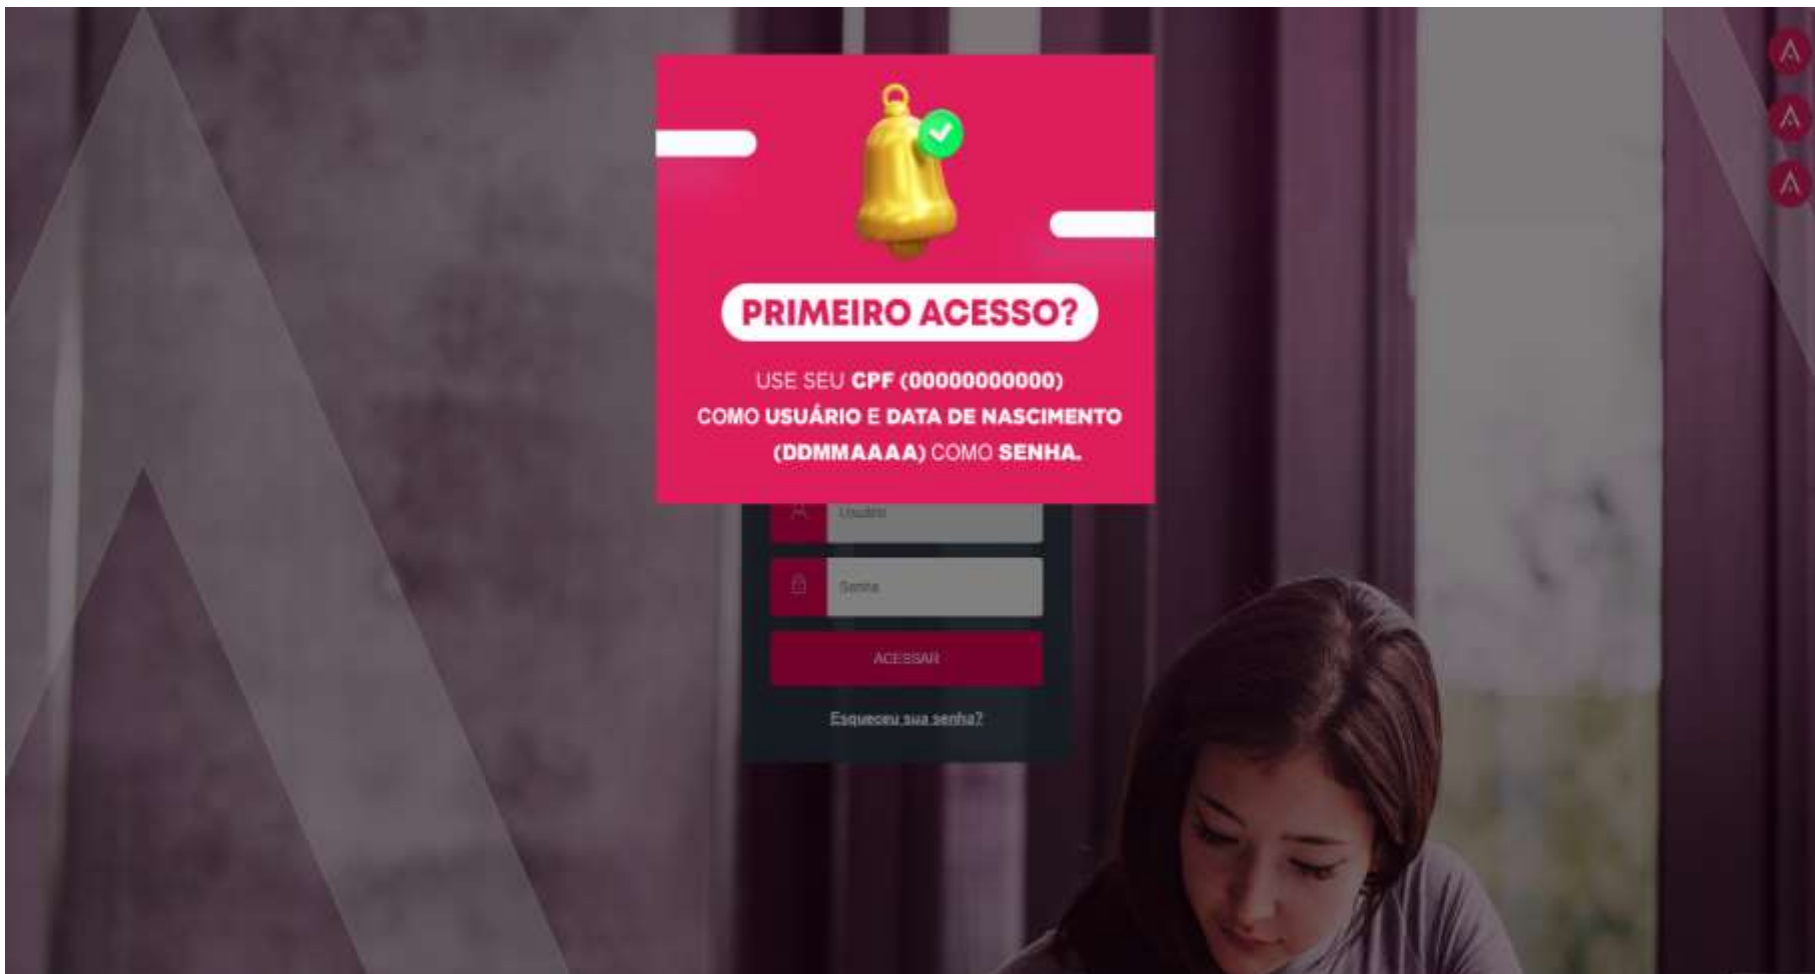 PRIMEIRO ACESSO?
USE SEU CPF (00000000000)
COMO USUÁRIO E DATA DE NASCIMENTO
(DDMMAAAA) COMO SENHA.
Usuário
Senha
ACESSAR
Esqueceu sua senha?